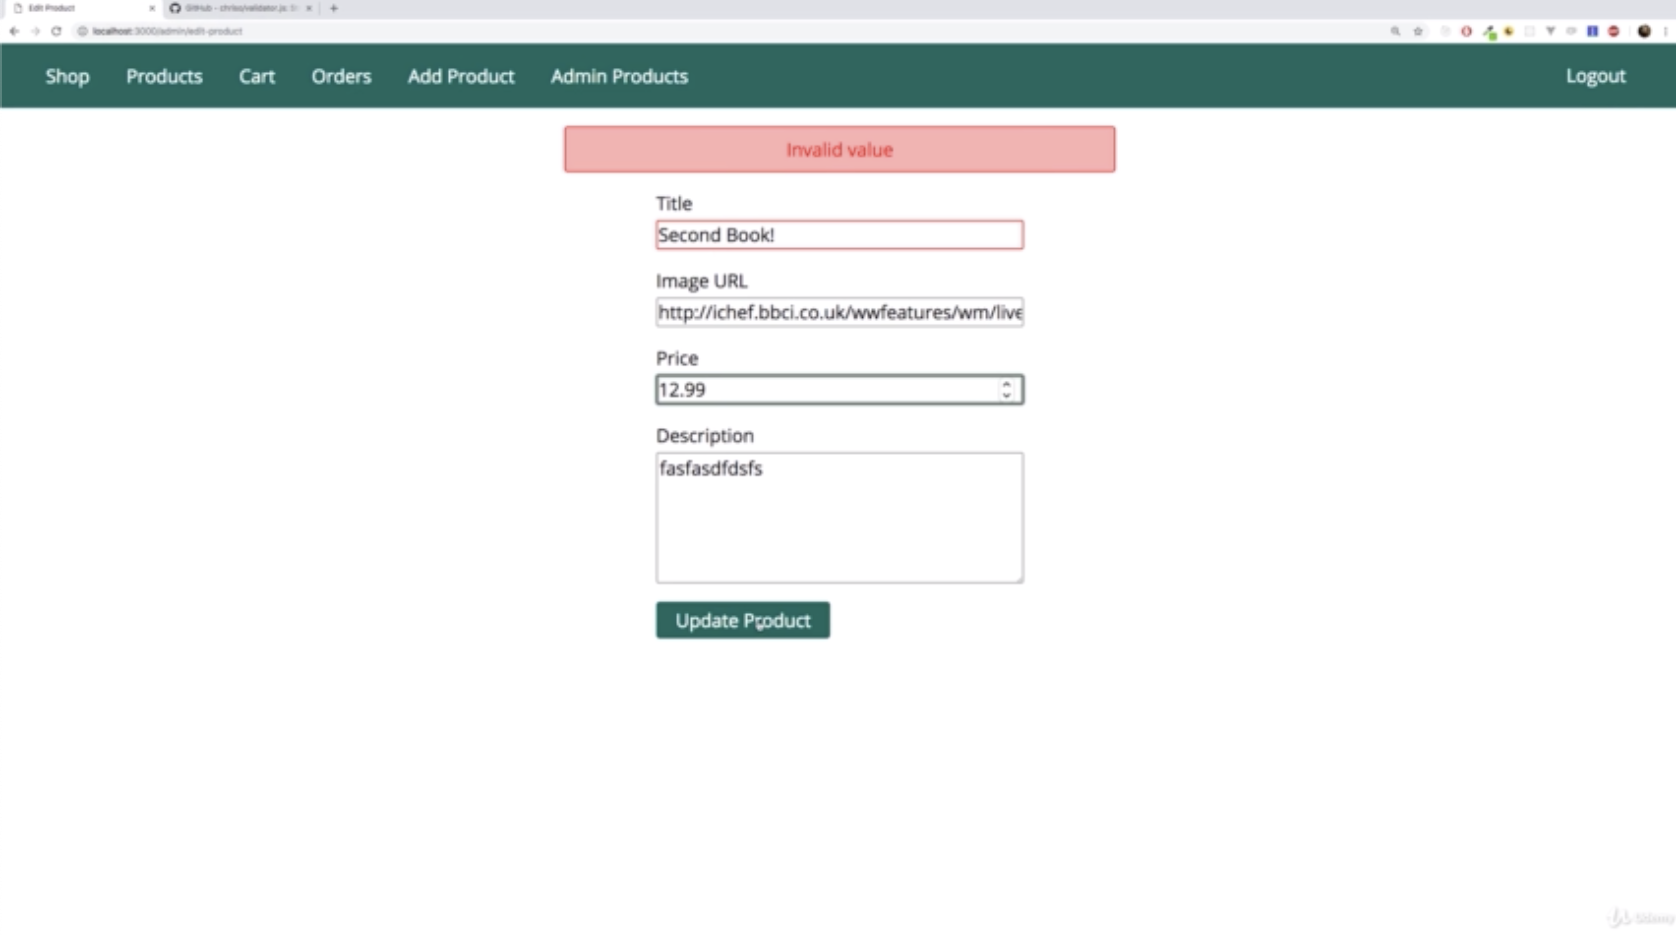 Edit Product
GitHub - chriso/validator.js: St
localhost:3000/admin/edit-product
Shop Products Cart Orders Add Product Admin Products Logout
Invalid value
Title
Second Book!
Image URL
http://ichef.bbci.co.uk/wwfeatures/wm/live
Price
12.99
Description
fasfasdfdsfs
Update Product
Udemy